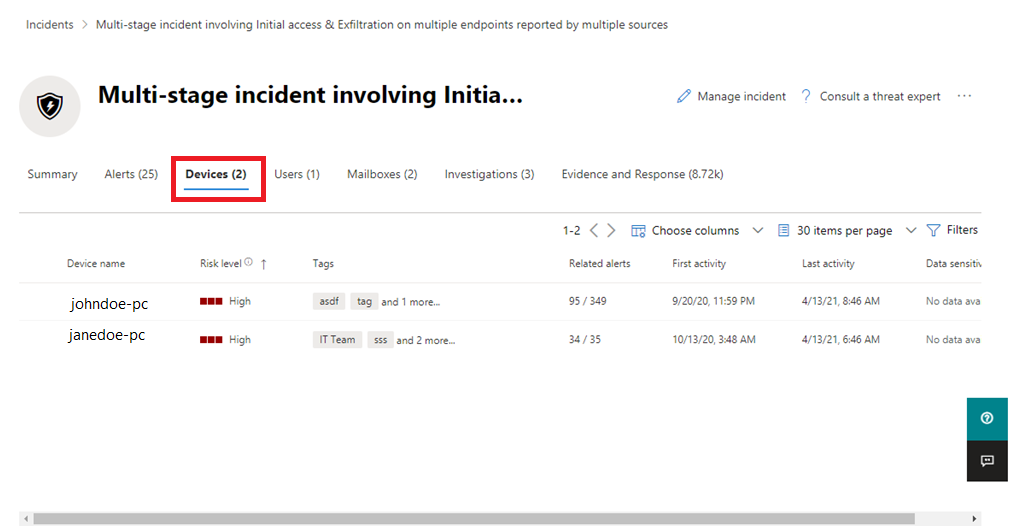 Incidents > Multi-stage incident involving Initial access & Exfiltration on multiple endpoints reported by multiple sources
Multi-stage incident involving Initia...
Manage incident ? Consult a threat expert ...
Summary Alerts (25) Devices (2) Users (1) Mailboxes (2) Investigations (3) Evidence and Response (8.72k)
1-2 Choose columns 30 items per page Filters
Device name Risk level Tags Related alerts First activity Last activity Data sensitiv
johndoe-pc High asdf tag and 1 more... 95 / 349 9/20/20, 11:59 PM 4/13/21, 8:46 AM No data ava
janedoe-pc High IT Team sss and 2 more... 34 / 35 10/13/20, 3:48 AM 4/13/21, 6:46 AM No data ava